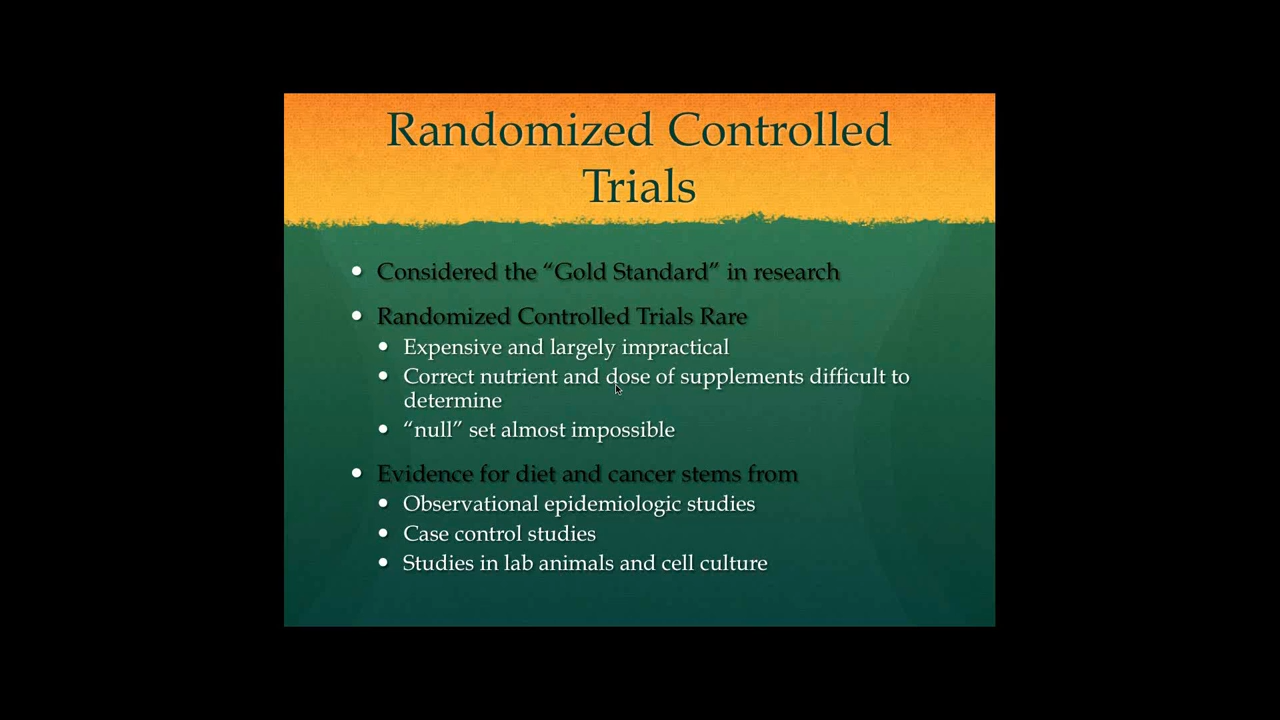 Randomized Controlled
Trials
• Considered the “Gold Standard” in research
• Randomized Controlled Trials Rare
• Expensive and largely impractical
• Correct nutrient and dose of supplements difficult to
determine
• “null” set almost impossible
• Evidence for diet and cancer stems from
• Observational epidemiologic studies
• Case control studies
• Studies in lab animals and cell culture